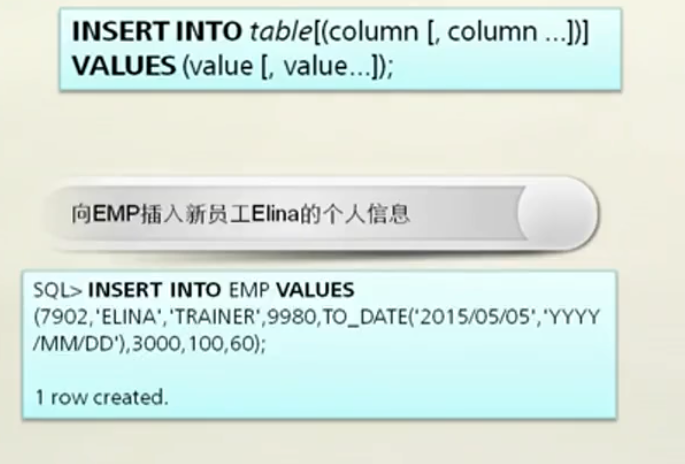 INSERT INTO table[(column [, column ...])]
VALUES (value [, value...]);
向EMP插入新员工Elina的个人信息
SQL> INSERT INTO EMP VALUES
(7902,'ELINA','TRAINER',9980,TO_DATE('2015/05/05','YYYY
/MM/DD'),3000,100,60);
1 row created.